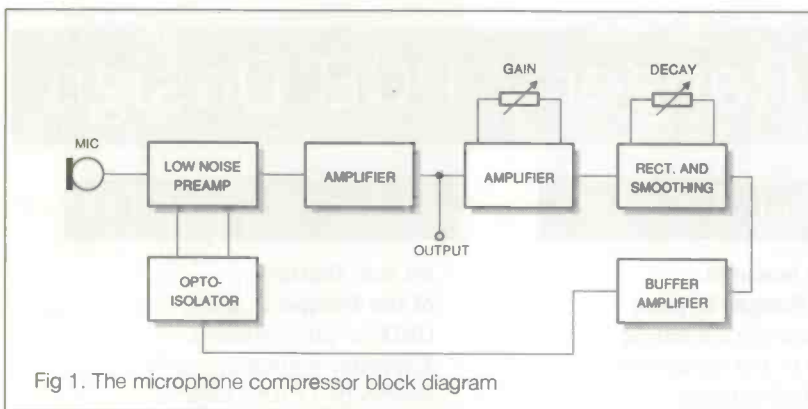 GAIN
DECAY
MIC
LOW NOISE
PREAMP
AMPLIFIER
AMPLIFIER
RECT. AND
SMOOTHING
OUTPUT
OPTO-
ISOLATOR
BUFFER
AMPLIFIER
Fig 1. The microphone compressor block diagram